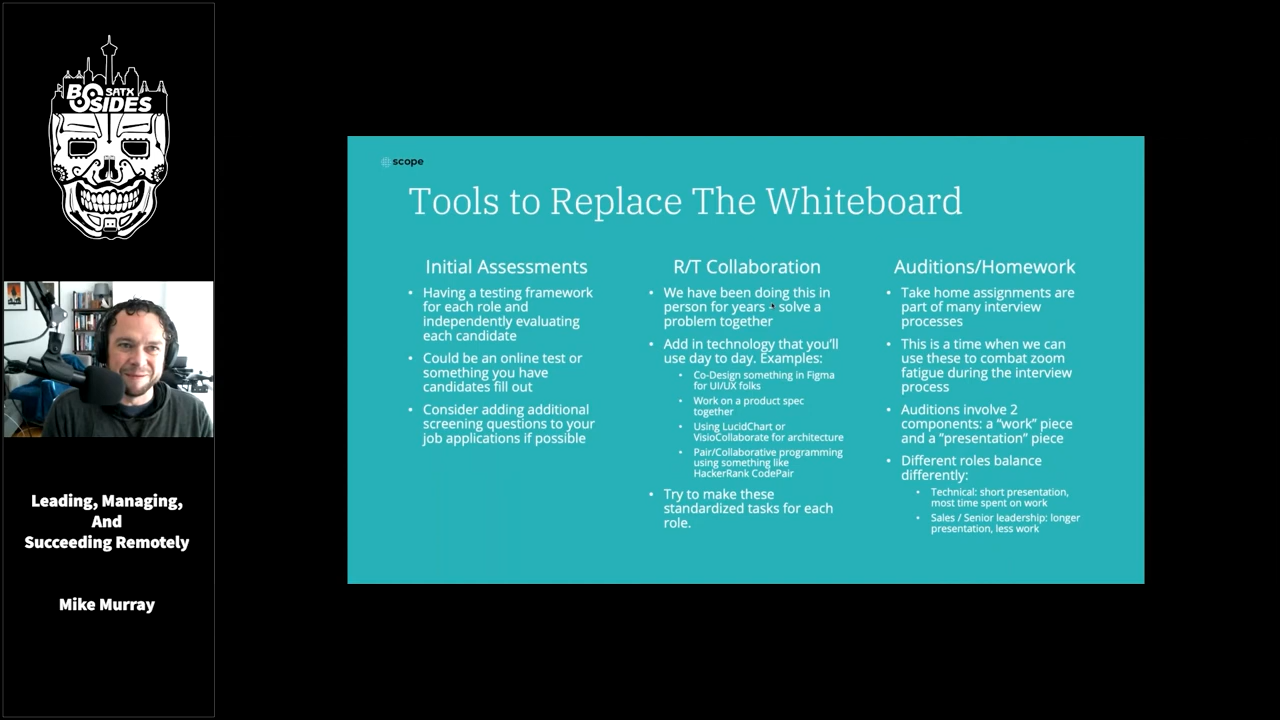 BSIDES
SATX
Leading, Managing,
And
Succeeding Remotely
Mike Murray
scope
Tools to Replace The Whiteboard
Initial Assessments
• Having a testing framework
for each role and
independently evaluating
each candidate
• Could be an online test or
something you have
candidates fill out
• Consider adding additional
screening questions to your
job applications if possible
R/T Collaboration
• We have been doing this in
person for years - solve a
problem together
• Add in technology that you'll
use day to day. Examples:
• Co-Design something in Figma
for UI/UX folks
• Work on a product spec
together
• Using LucidChart or
VisioCollaborate for architecture
• Pair/Collaborative programming
using something like
HackerRank CodePair
• Try to make these
standardized tasks for each
role.
Auditions/Homework
• Take home assignments are
part of many interview
processes
• This is a time when we can
use these to combat zoom
fatigue during the interview
process
• Auditions involve 2
components: a "work" piece
and a "presentation" piece
• Different roles balance
differently:
• Technical: short presentation,
most time spent on work
• Sales / Senior leadership: longer
presentation, less work